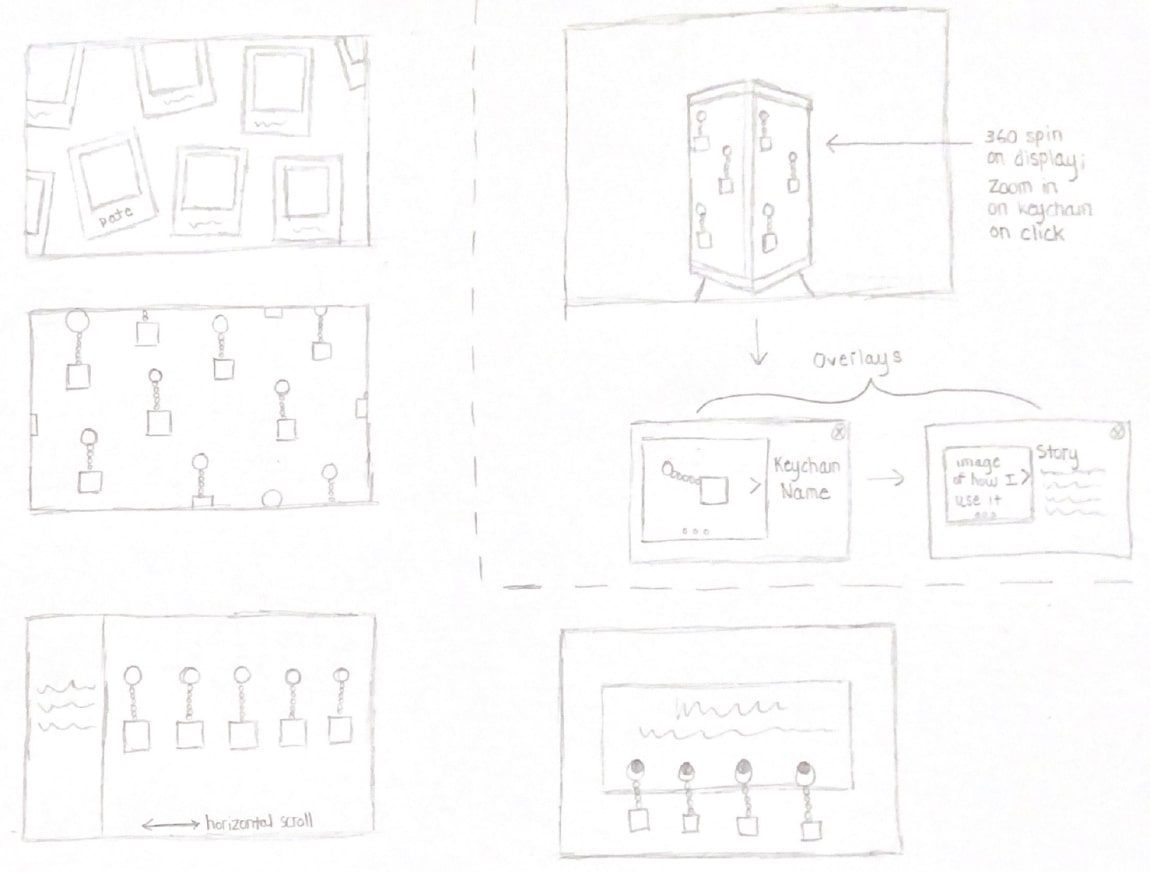 Date
horizontal scroll
360 spin
on display;
Zoom in
on keychain
on click
Overlays
X
Keychain
Name
X
image
of how I
use it
Story